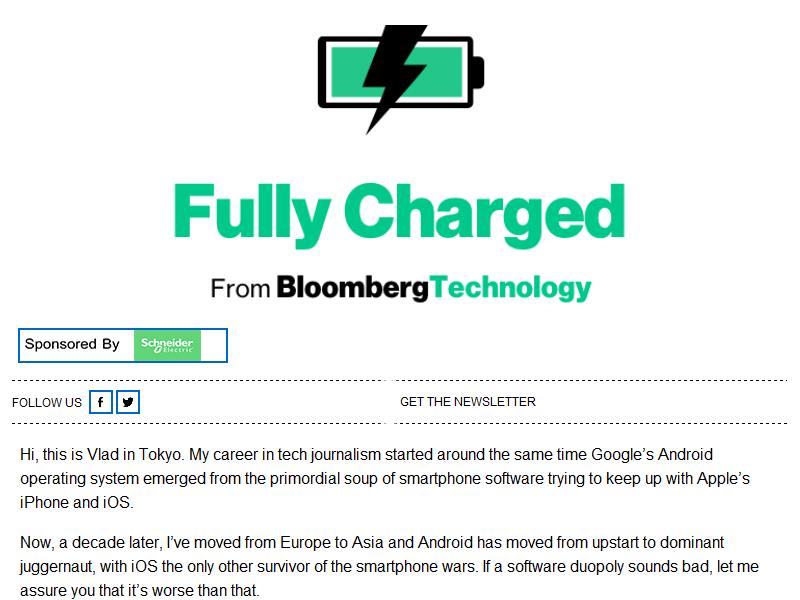 Fully Charged
From BloombergTechnology
Sponsored By Schneider Electric
FOLLOW US f
GET THE NEWSLETTER
Hi, this is Vlad in Tokyo. My career in tech journalism started around the same time Google’s Android
operating system emerged from the primordial soup of smartphone software trying to keep up with Apple’s
iPhone and iOS.
Now, a decade later, I’ve moved from Europe to Asia and Android has moved from upstart to dominant
juggernaut, with iOS the only other survivor of the smartphone wars. If a software duopoly sounds bad, let me
assure you that it’s worse than that.